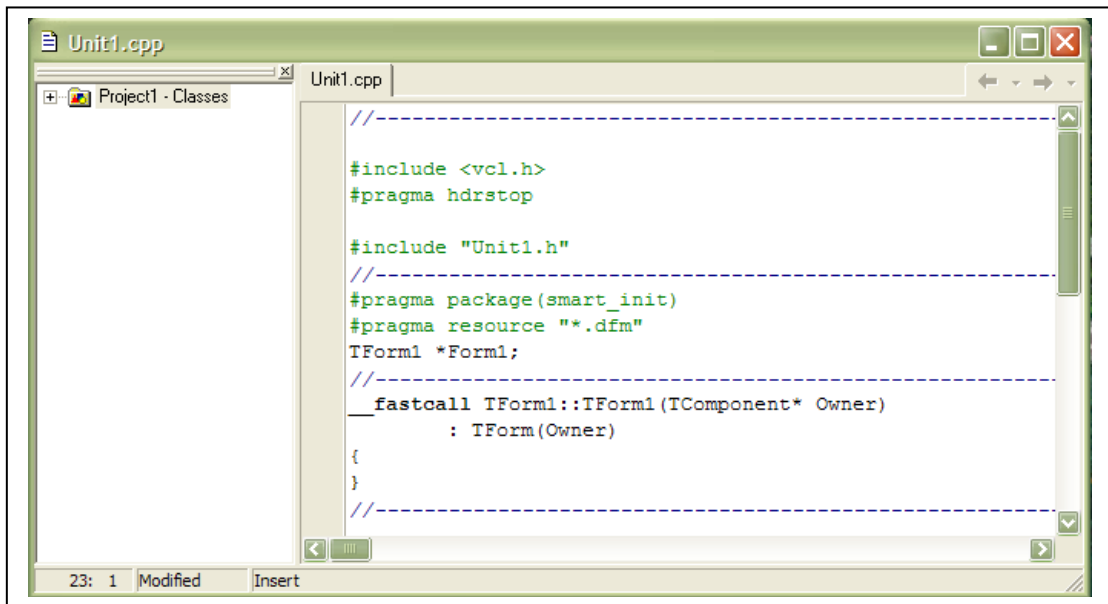 Unit1.cpp
Project1 - Classes
Unit1.cpp
//--------------------------------------------------------
#include <vcl.h>
#pragma hdrstop
#include "Unit1.h"
//--------------------------------------------------------
#pragma package(smart_init)
#pragma resource "*.dfm"
TForm1 *Form1;
//--------------------------------------------------------
__fastcall TForm1::TForm1(TComponent* Owner)
: TForm(Owner)
{
}
//--------------------------------------------------------
23: 1 Modified Insert